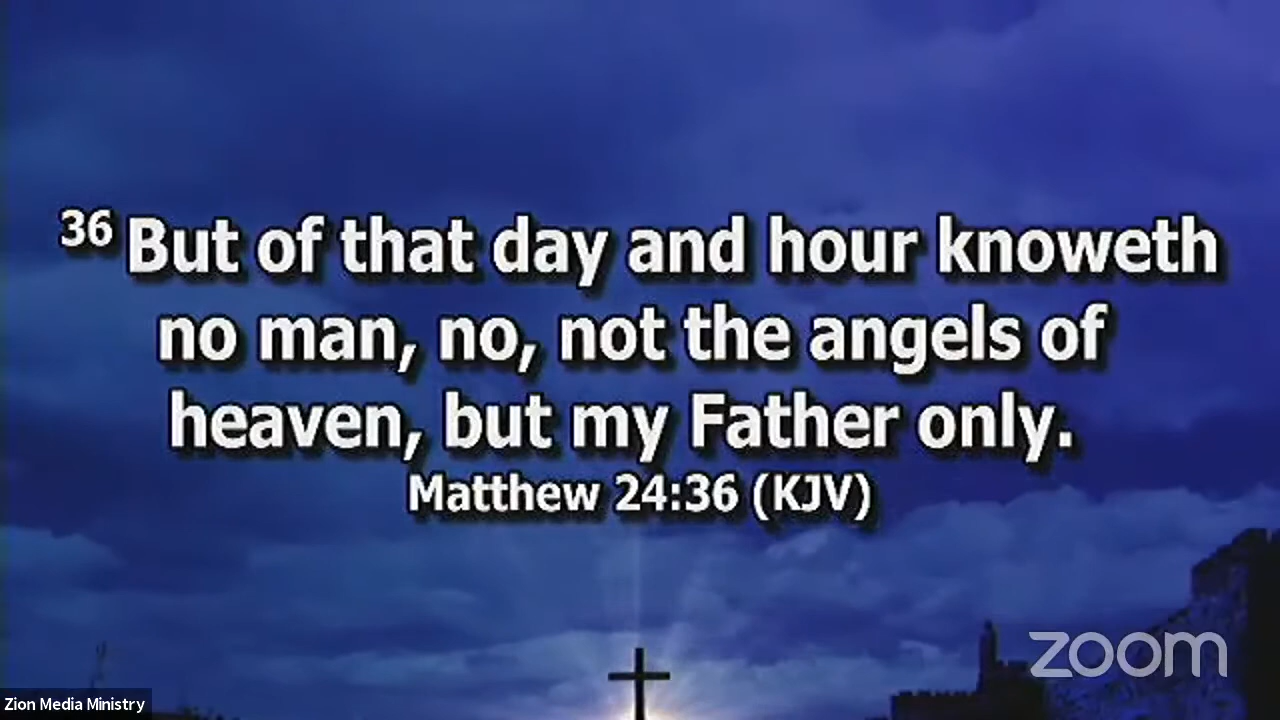 36 But of that day and hour knoweth
no man, no, not the angels of
heaven, but my Father only.
Matthew 24:36 (KJV)
zoom
Zion Media Ministry